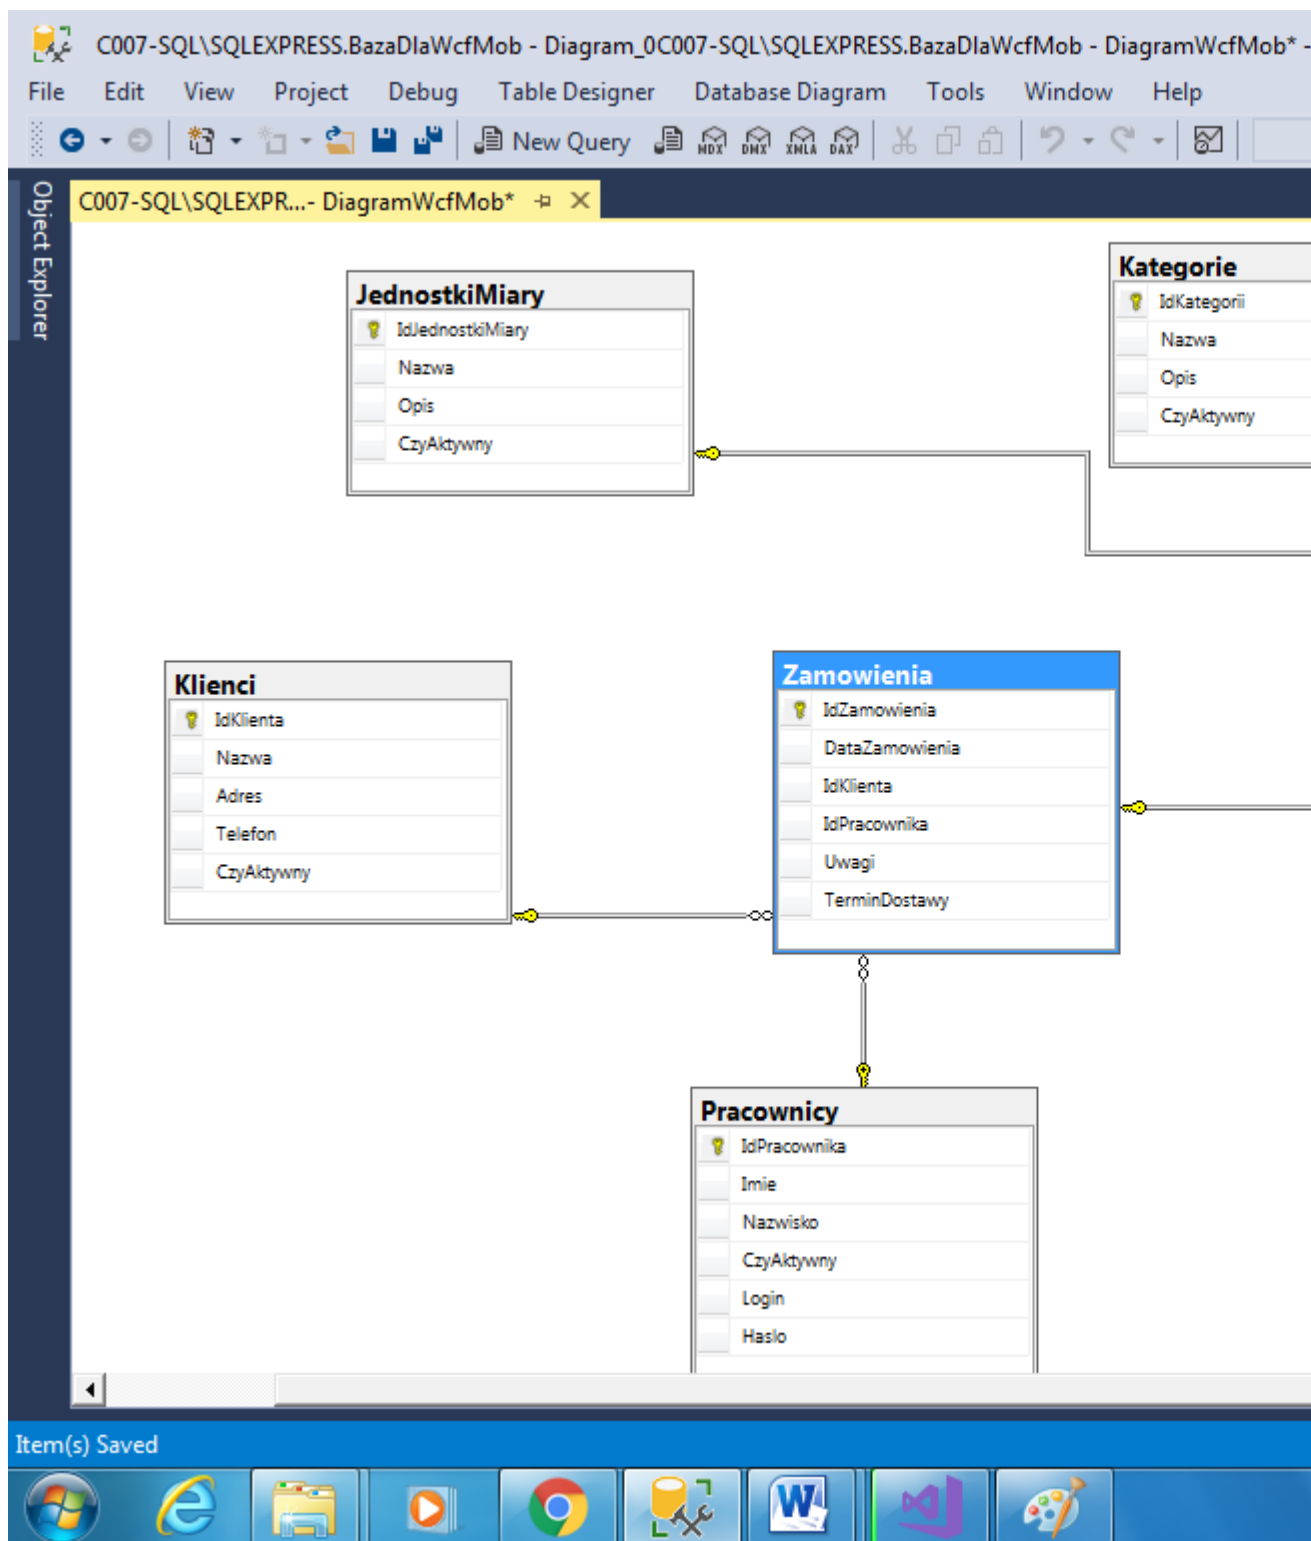 C007-SQL\SQLEXPRESS.BazaDlaWcfMob - Diagram_0C007-SQL\SQLEXPRESS.BazaDlaWcfMob - DiagramWcfMob* -
File Edit View Project Debug Table Designer Database Diagram Tools Window Help
New Query MDX DMX XMLA DAX
Object Explorer
C007-SQL\SQLEXPR...- DiagramWcfMob*
Kategorie
IdKategorii
Nazwa
Opis
CzyAktywny
JednostkiMiary
IdJednostkiMiary
Nazwa
Opis
CzyAktywny
Klienci
IdKlienta
Nazwa
Adres
Telefon
CzyAktywny
Zamowienia
IdZamowienia
DataZamowienia
IdKlienta
IdPracownika
Uwagi
TerminDostawy
Pracownicy
IdPracownika
Imie
Nazwisko
CzyAktywny
Login
Haslo
Item(s) Saved